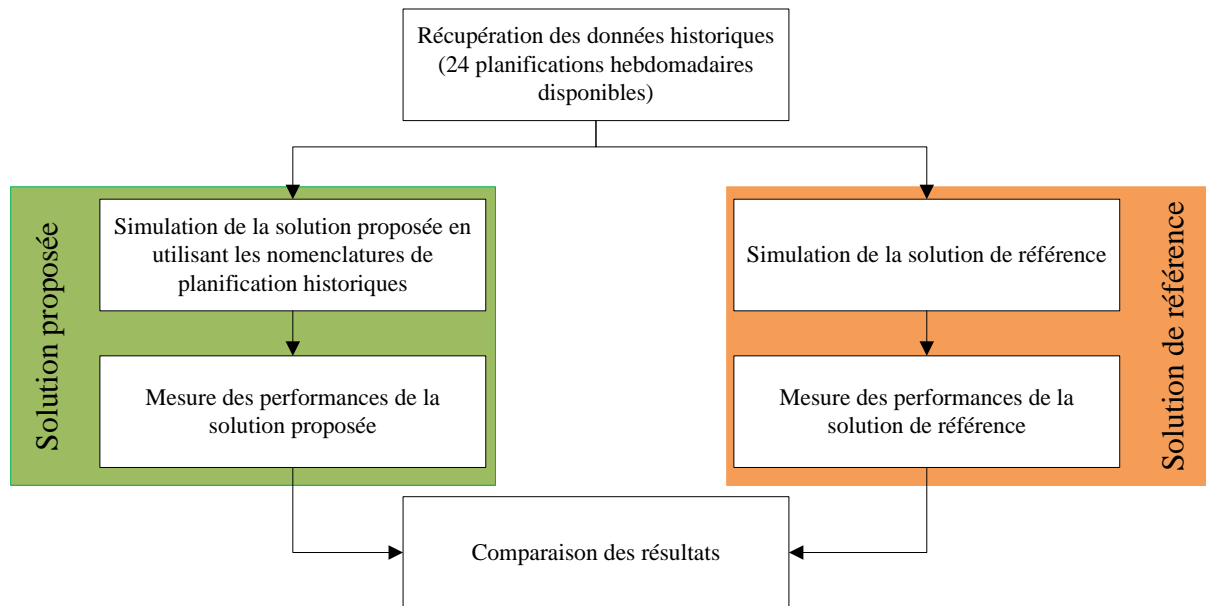 Récupération des données historiques
(24 planifications hebdomadaires
disponibles)
Solution proposée
Simulation de la solution proposée en
utilisant les nomenclatures de
planification historiques
Mesure des performances de la
solution proposée
Simulation de la solution de référence
Mesure des performances de la
solution de référence
Solution de référence
Comparaison des résultats